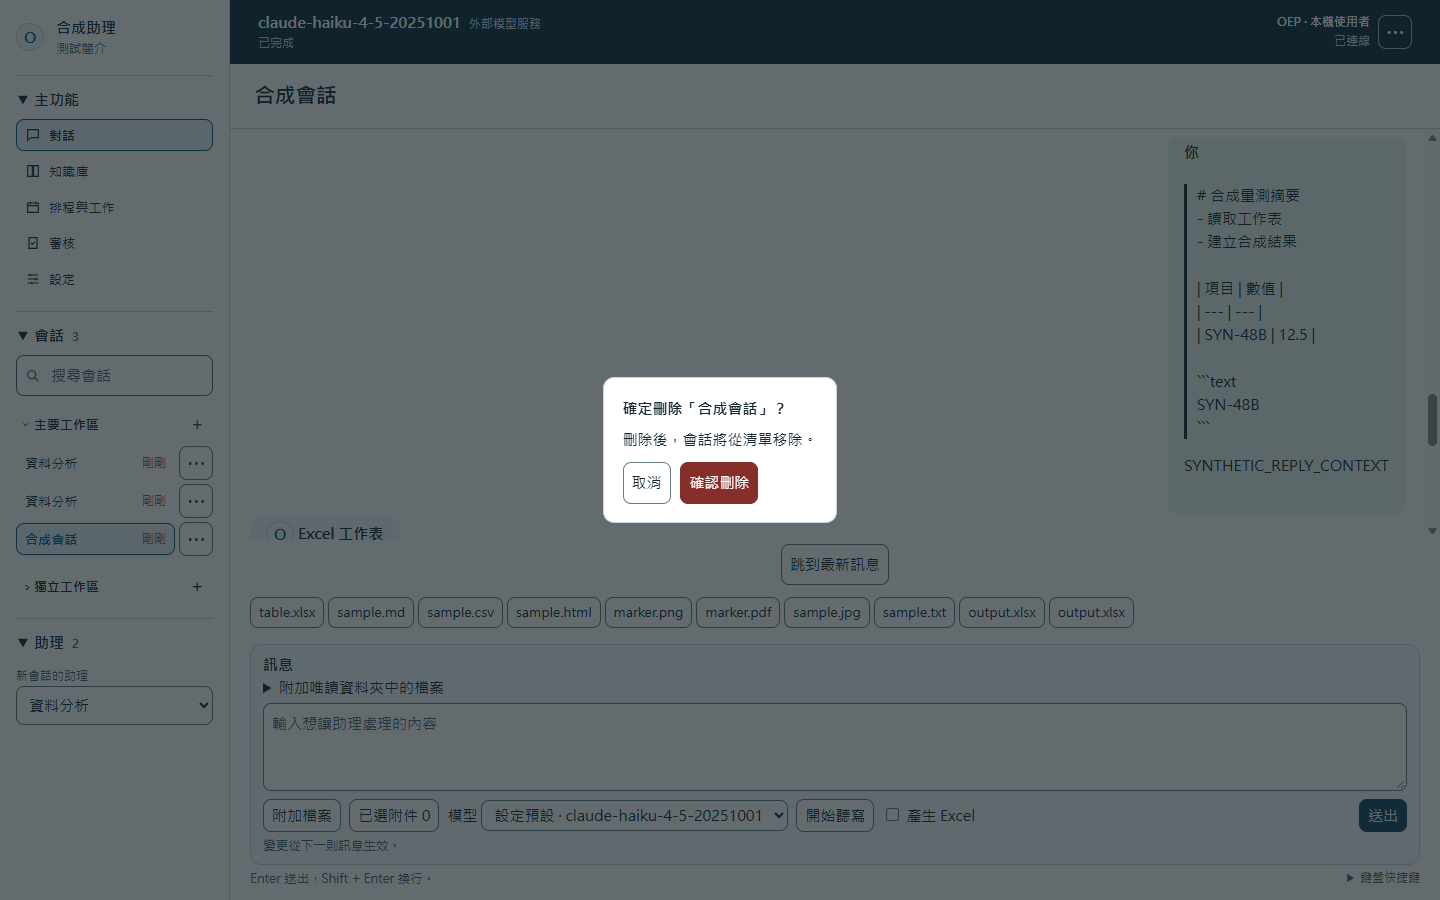 合成助理
測試簡介
▼ 主功能
對話
知識庫
排程與工作
審核
設定
▼ 會話 3
搜尋會話
主要工作區 +
資料分析 剛剛 ...
資料分析 剛剛 ...
合成會話 剛剛 ...
獨立工作區 +
▼ 助理 2
新會話的助理
資料分析
claude-haiku-4-5-20251001 外部模型服務
已完成
OEP · 本機使用者
已連線
...
合成會話
你
# 合成量測摘要
- 讀取工作表
- 建立合成結果
| 項目 | 數值 |
| --- | --- |
| SYN-48B | 12.5 |
```text
SYN-48B
```
SYNTHETIC_REPLY_CONTEXT
確定刪除「合成會話」？
刪除後，會話將從清單移除。
取消 確認刪除
O Excel 工作表
跳到最新訊息
table.xlsx sample.md sample.csv sample.html marker.png marker.pdf sample.jpg sample.txt output.xlsx output.xlsx
訊息
▶ 附加唯讀資料夾中的檔案
輸入想讓助理處理的內容
附加檔案 已選附件 0 模型 設定預設 · claude-haiku-4-5-20251001 開始聽寫 產生 Excel 送出
變更從下一則訊息生效。
Enter 送出，Shift + Enter 換行。
▶ 鍵盤快捷鍵